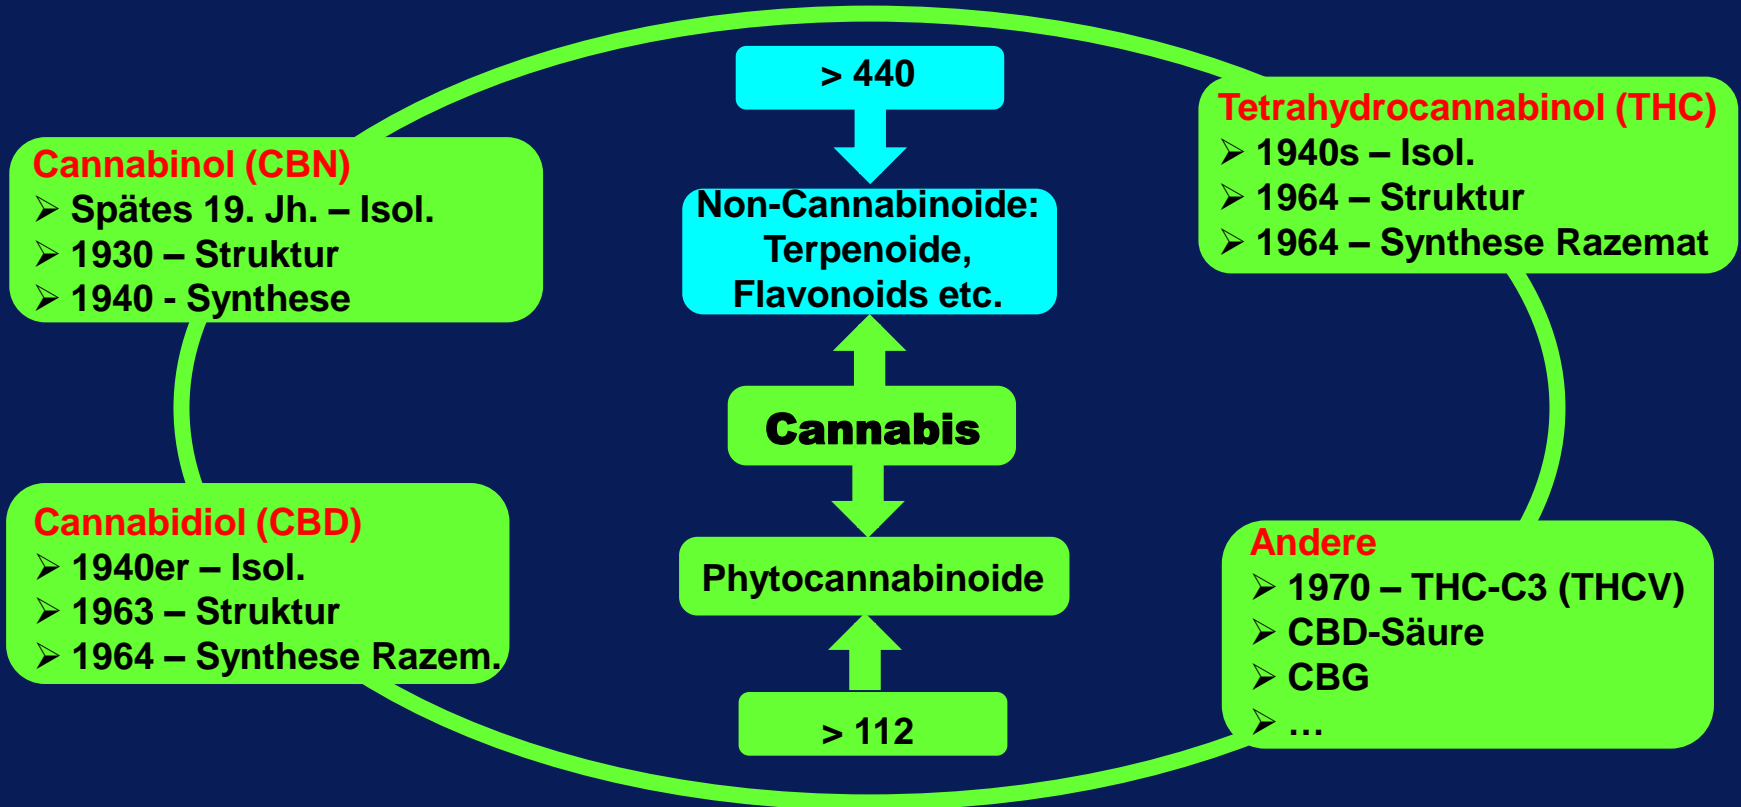 > 440
Tetrahydrocannabinol (THC)
➢ 1940s – Isol.
➢ 1964 – Struktur
➢ 1964 – Synthese Razemat
Cannabinol (CBN)
➢ Spätes 19. Jh. – Isol.
➢ 1930 – Struktur
➢ 1940 - Synthese
Non-Cannabinoide:
Terpenoide,
Flavonoids etc.
Cannabis
Cannabidiol (CBD)
➢ 1940er – Isol.
➢ 1963 – Struktur
➢ 1964 – Synthese Razem.
Phytocannabinoide
> 112
Andere
➢ 1970 – THC-C3 (THCV)
➢ CBD-Säure
➢ CBG
➢ …